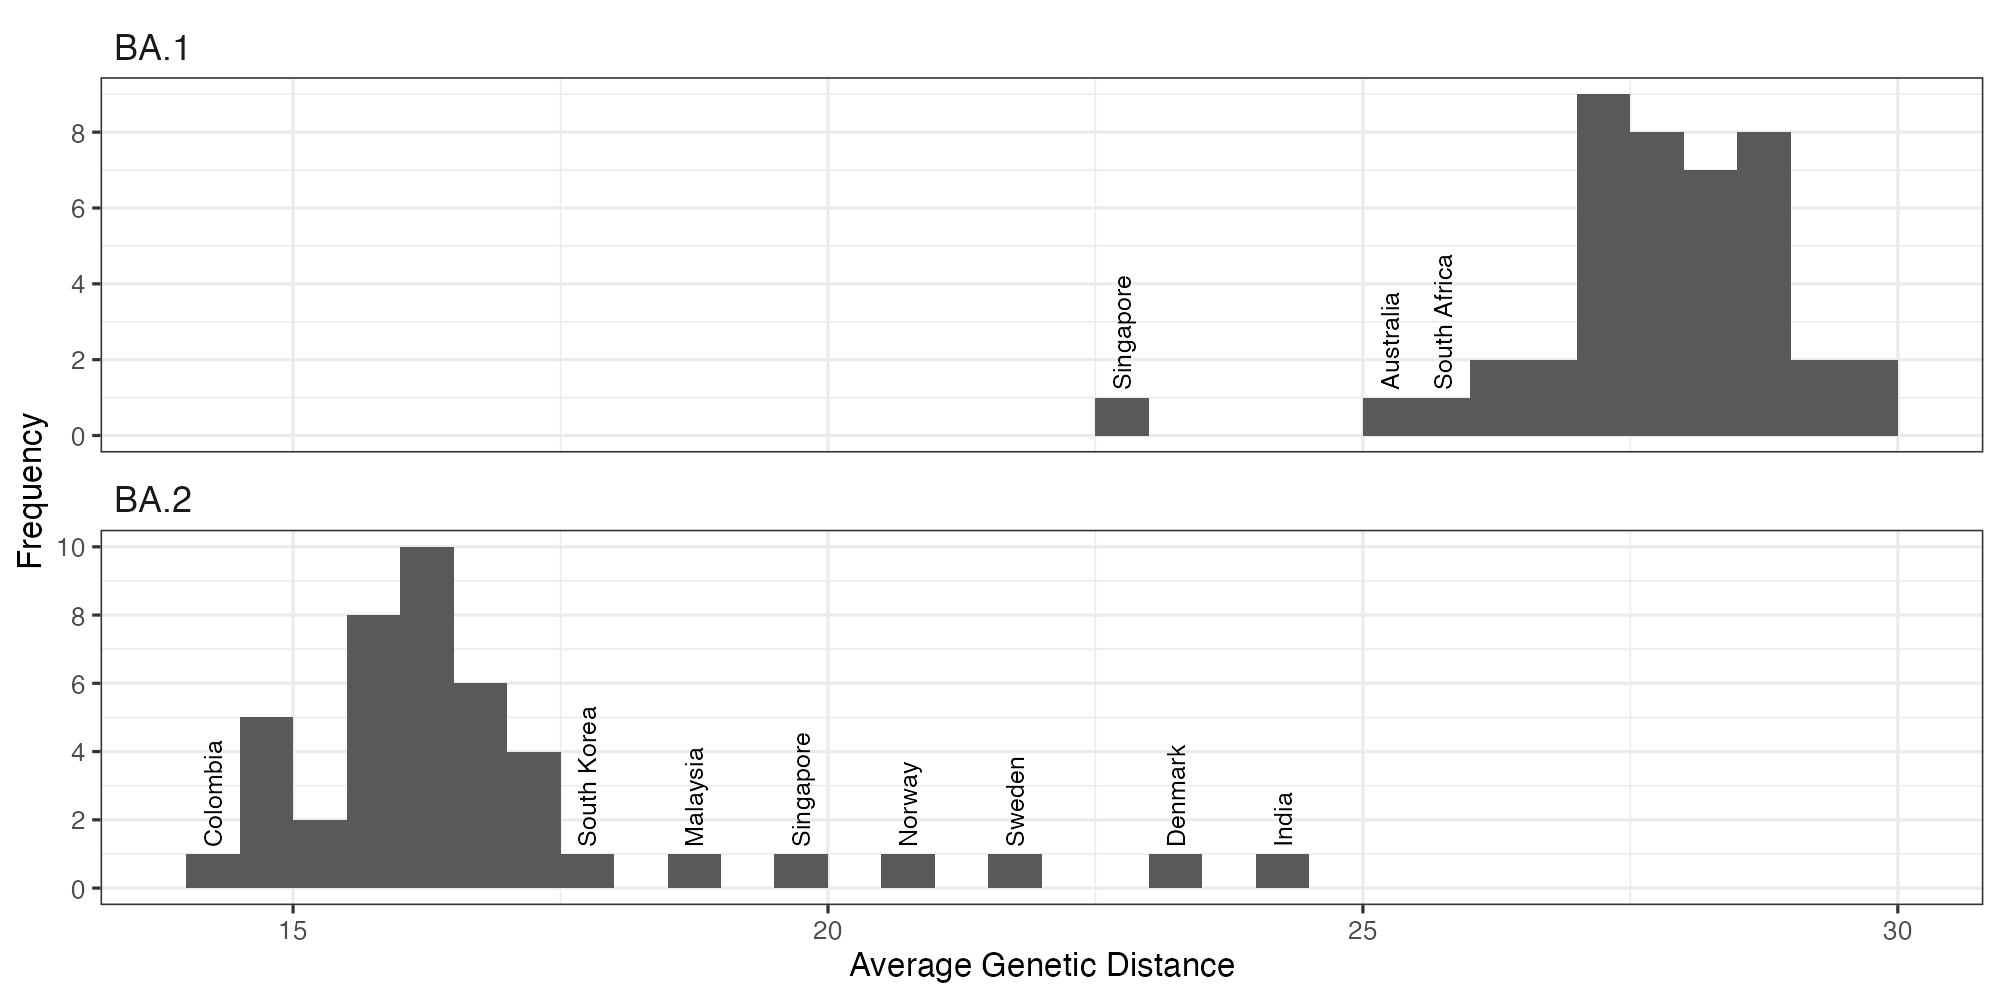 BA.1
8
6
4
2
0
Singapore
Australia
South Africa
Frequency
BA.2
10
8
6
4
2
0
Colombia
South Korea
Malaysia
Singapore
Norway
Sweden
Denmark
India
15 20 25 30
Average Genetic Distance